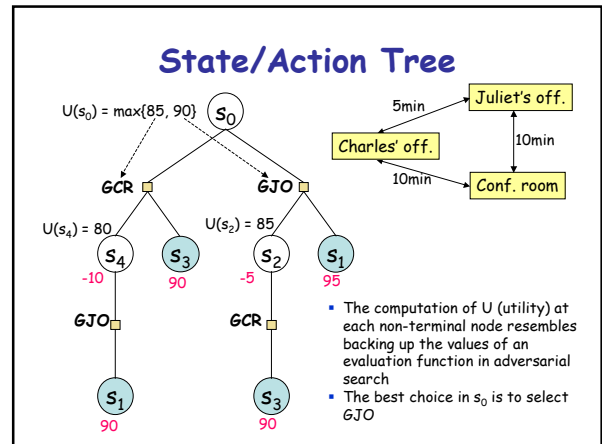 State/Action Tree
U(s0) = max{85, 90}
s0
5min
Juliet's off.
Charles' off.
10min
10min
Conf. room
GCR
GJO
U(s4) = 80
U(s2) = 85
s4
s3
s2
s1
-10
90
-5
95
GJO
GCR
▪ The computation of U (utility) at
each non-terminal node resembles
backing up the values of an
evaluation function in adversarial
search
▪ The best choice in s0 is to select
GJO
s1
s3
90
90